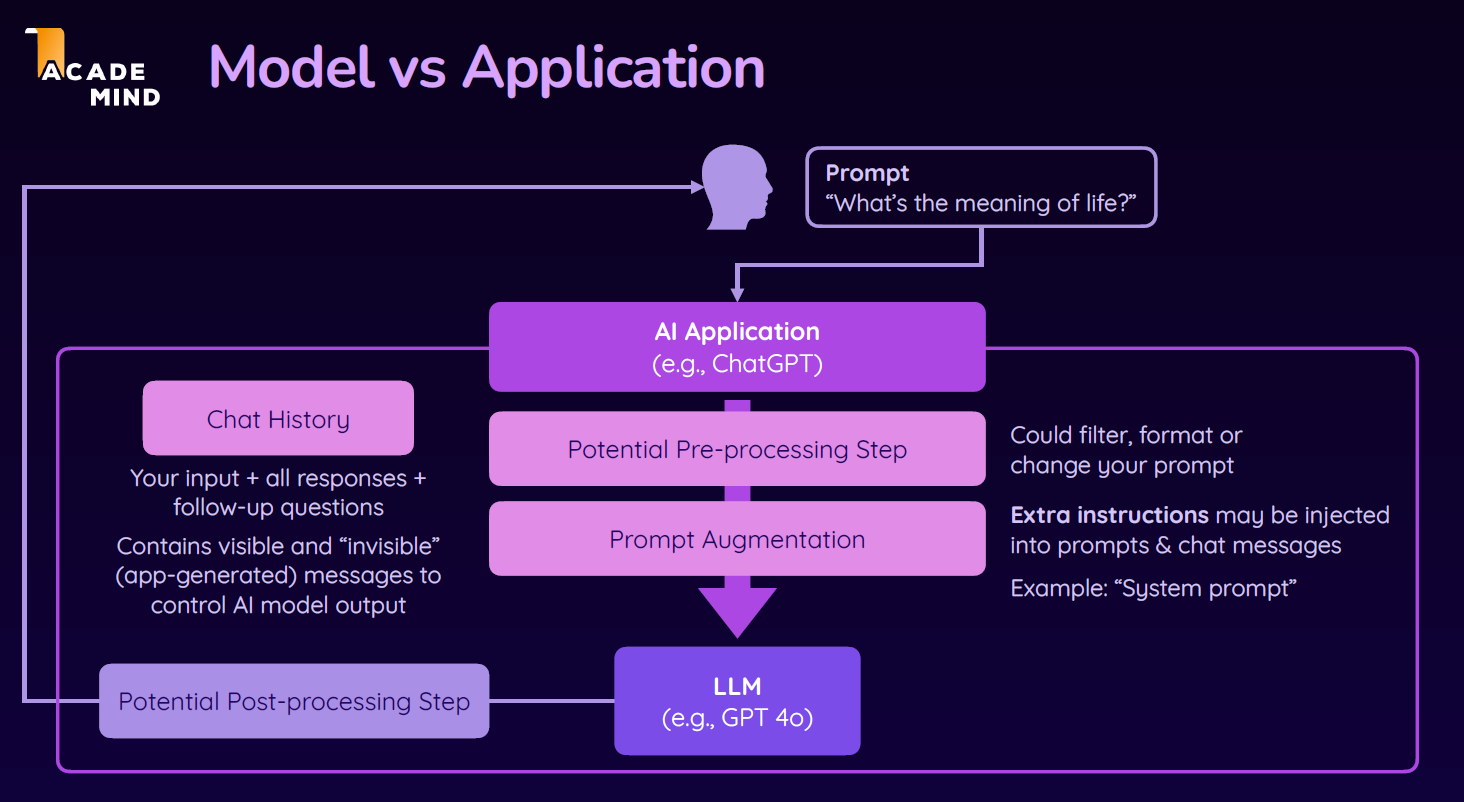 ACADE
MIND
Model vs Application
Prompt
“What’s the meaning of life?”
AI Application
(e.g., ChatGPT)
Chat History
Your input + all responses +
follow-up questions
Contains visible and “invisible”
(app-generated) messages to
control AI model output
Potential Pre-processing Step
Could filter, format or
change your prompt
Prompt Augmentation
Extra instructions may be injected
into prompts & chat messages
Example: “System prompt”
LLM
(e.g., GPT 4o)
Potential Post-processing Step